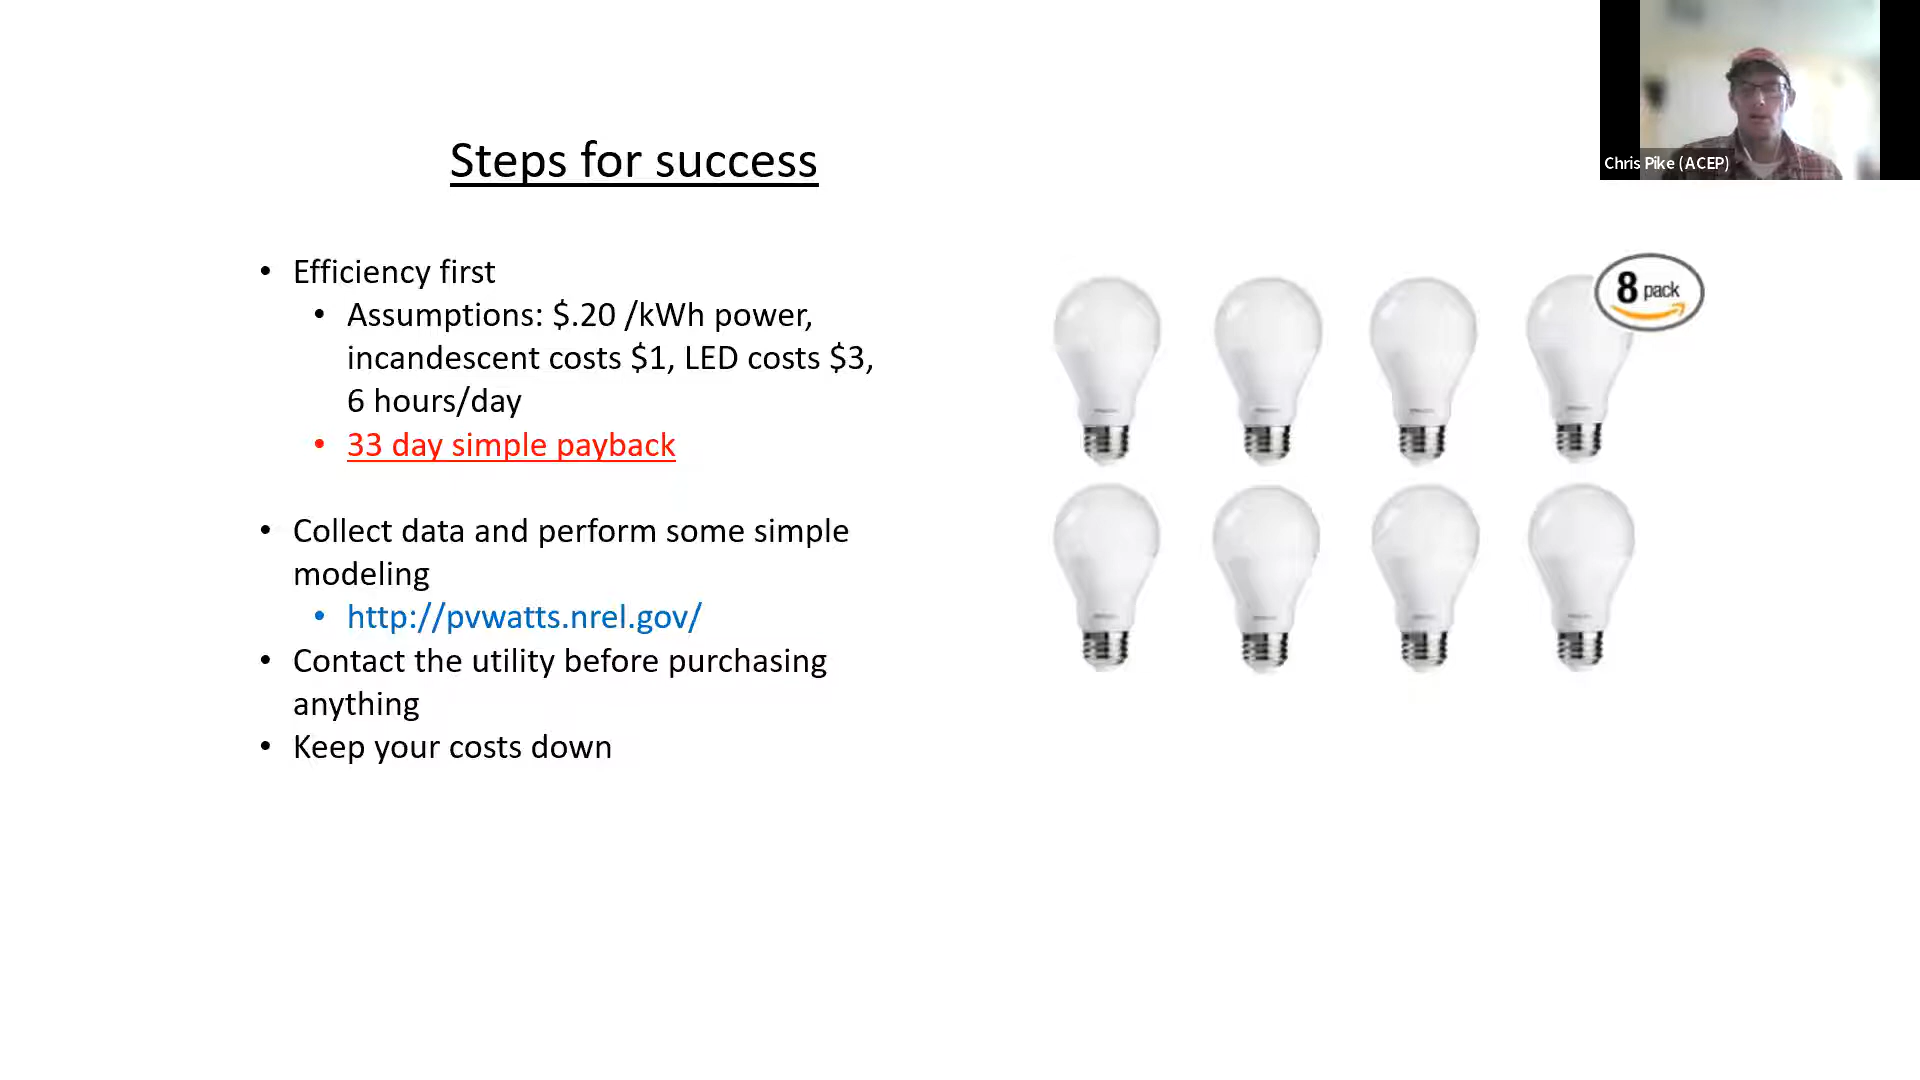 Steps for success
• Efficiency first
• Assumptions: $.20 /kWh power,
incandescent costs $1, LED costs $3,
6 hours/day
• 33 day simple payback
• Collect data and perform some simple
modeling
• http://pvwatts.nrel.gov/
• Contact the utility before purchasing
anything
• Keep your costs down
8 pack
Chris Pike (ACEP)